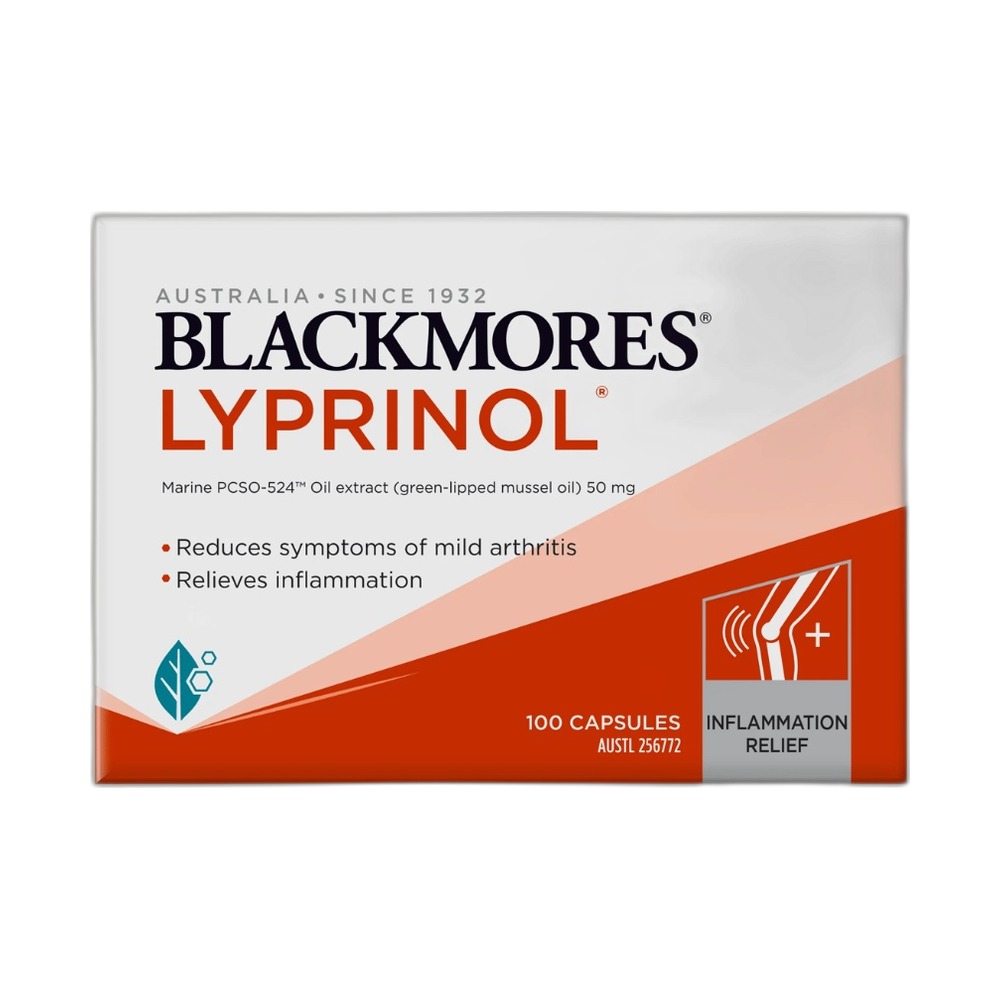 AUSTRALIA • SINCE 1932
BLACKMORES®
LYPRINOL®
Marine PCSO-524™ Oil extract (green-lipped mussel oil) 50 mg
• Reduces symptoms of mild arthritis
• Relieves inflammation
100 CAPSULES
AUSTL 256772
INFLAMMATION
RELIEF